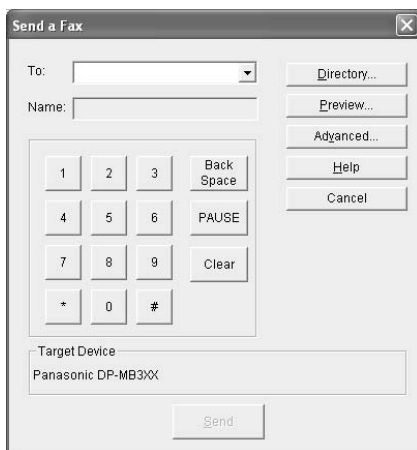 Send a Fax
To:
Directory...
Name:
Preview...
Advanced...
Help
Cancel
1 2 3 Back Space
4 5 6 PAUSE
7 8 9 Clear
* 0 #
Target Device
Panasonic DP-MB3XX
Send